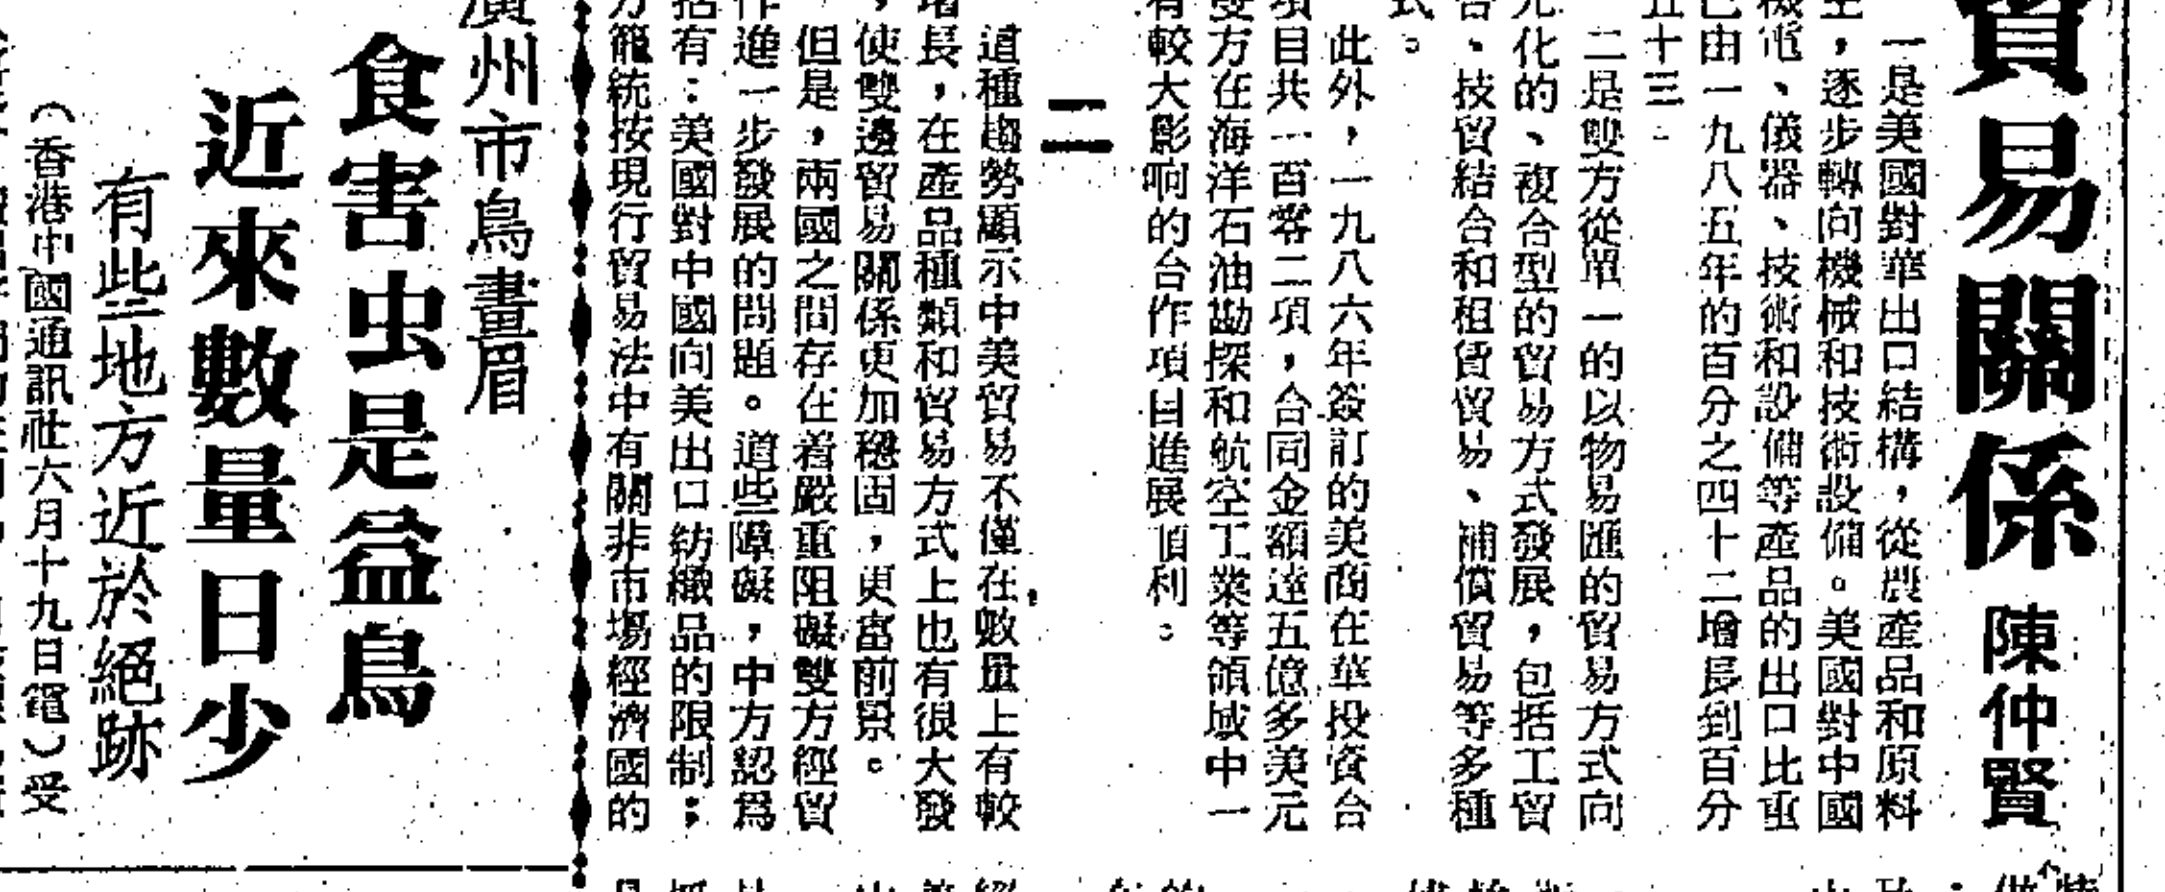 貿易關係 陳仲賢
一是美國對華出口結構，從農產品和原料
主，逐步轉向機械和技術設備。美國對中國
機電、儀器、技術和設備等產品的出口比重
已由一九八五年的百分之四十二增長到百分
五十三。
二是雙方從單一的以物易匯的貿易方式向
元化的、複合型的貿易方式發展，包括工貿
合、技貿結合和租賃貿易、補償貿易等多種
式。
此外，一九八六年簽訂的美商在華投資合
項目共一百零二項，合同金額達五億多美元
雙方在海洋石油勘探和航空工業等領域中一
有較大影响的合作項目進展順利。
二
這種趨勢顯示中美貿易不僅在數量上有較
增長，在產品種類和貿易方式上也有很大發
，使雙邊貿易關係更加穩固，更富前景。
但是，兩國之間存在着嚴重阻礙雙方經貿
作進一步發展的問題。這些障礙，中方認爲
括有：美國對中國向美出口紡織品的限制；
方籠統按現行貿易法中有關非市場經濟國的
廣州市鳥畫眉
食害虫是益鳥
近來數量日少
有些地方近於絕跡
（香港中國通訊社六月十九日電）受